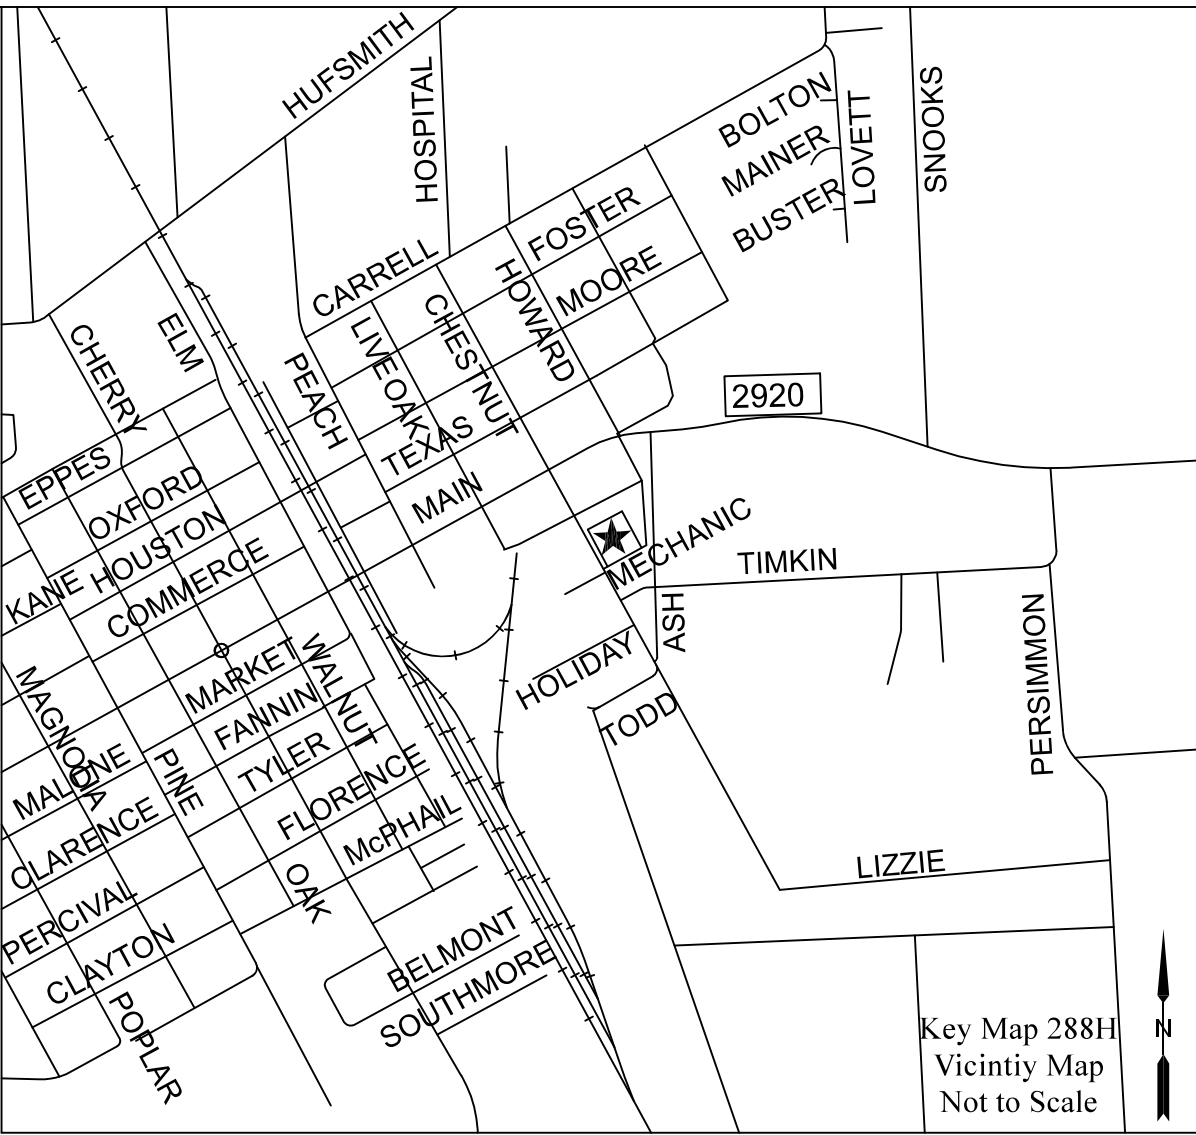 HUFSMITH
HOSPITAL
BOLTON
MAINER
BUSTER
LOVETT
SNOOKS
FOSTER
CARRELL
MOORE
HOWARD
CHESTNUT
LIVE OAK
PEACH
ELM
CHERRY
2920
TEXAS
MAIN
EPPES
OXFORD
HOUSTON
KANE
COMMERCE
MECHANIC
TIMKIN
ASH
PERSIMMON
HOLIDAY
TODD
MARKET
WALNUT
FANNIN
TYLER
MAGNOLIA
MALONE
PINE
FLORENCE
CLARENCE
McPHAIL
OAK
LIZZIE
PERCIVAL
CLAYTON
BELMONT
SOUTHMORE
POPLAR
Key Map 288H
Vicintiy Map
Not to Scale
N